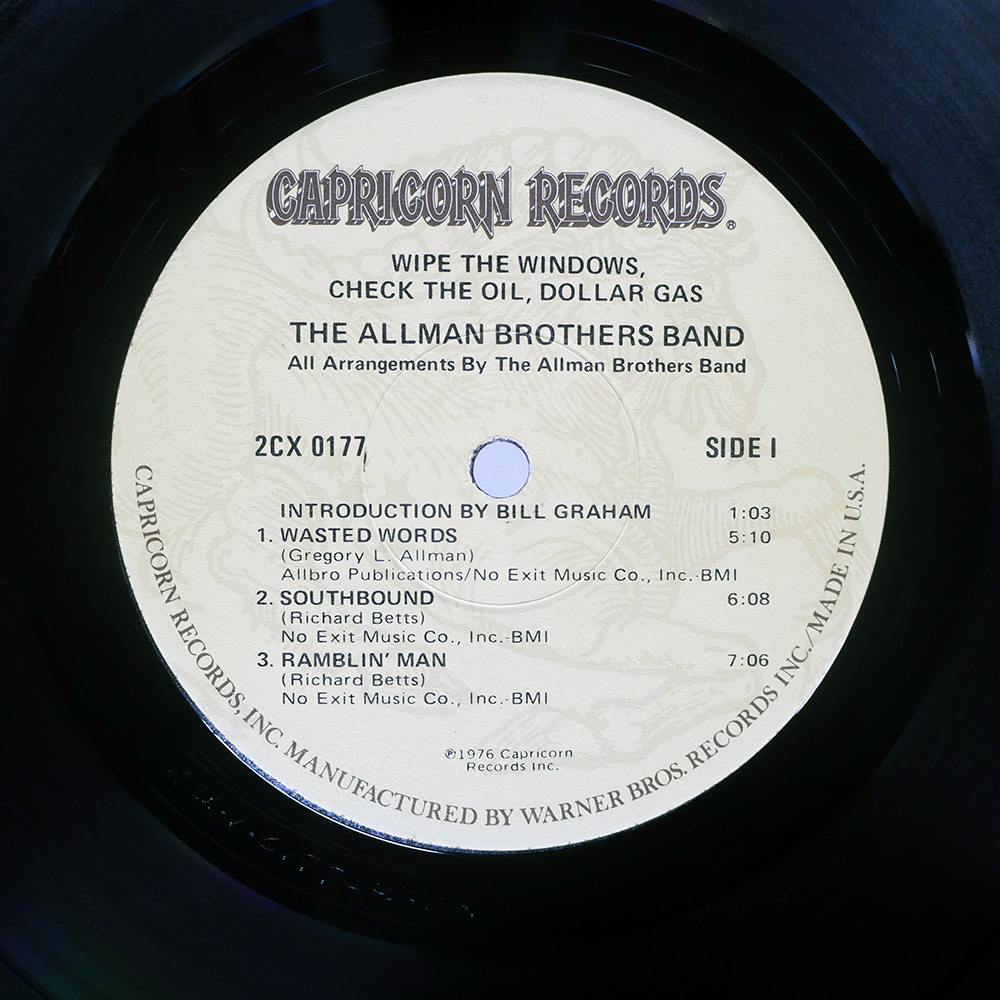 CAPRICORN RECORDS®
WIPE THE WINDOWS,
CHECK THE OIL, DOLLAR GAS
THE ALLMAN BROTHERS BAND
All Arrangements By The Allman Brothers Band
2CX 0177 SIDE I
INTRODUCTION BY BILL GRAHAM 1:03
1. WASTED WORDS 5:10
(Gregory L. Allman)
Allbro Publications/No Exit Music Co., Inc.-BMI
2. SOUTHBOUND 6:08
(Richard Betts)
No Exit Music Co., Inc.-BMI
3. RAMBLIN' MAN 7:06
(Richard Betts)
No Exit Music Co., Inc.-BMI
℗1976 Capricorn
Records Inc.
CAPRICORN RECORDS, INC. MANUFACTURED BY WARNER BROS. RECORDS INC./MADE IN U.S.A.